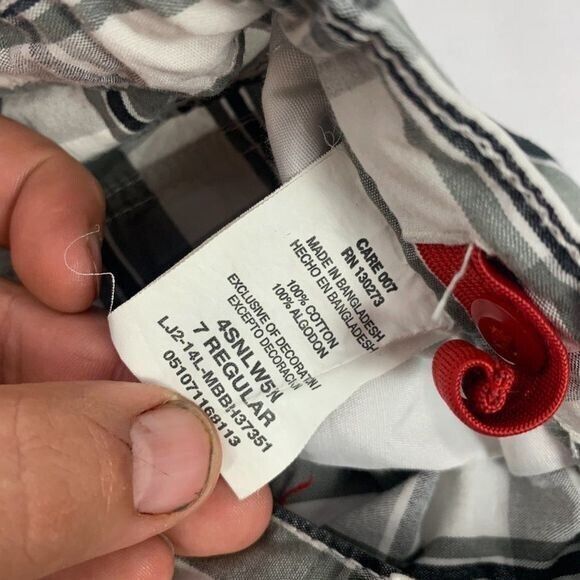 CARE 007
RN 130273
MADE IN BANGLADESH
HECHO EN BANGLADESH
100% COTTON
100% ALGODON
EXCLUSIVE OF DECORATION
EXCEPTO DECORACION
4SNLW5N
7 REGULAR
LJ2-14L-MBBH37351
051071168113